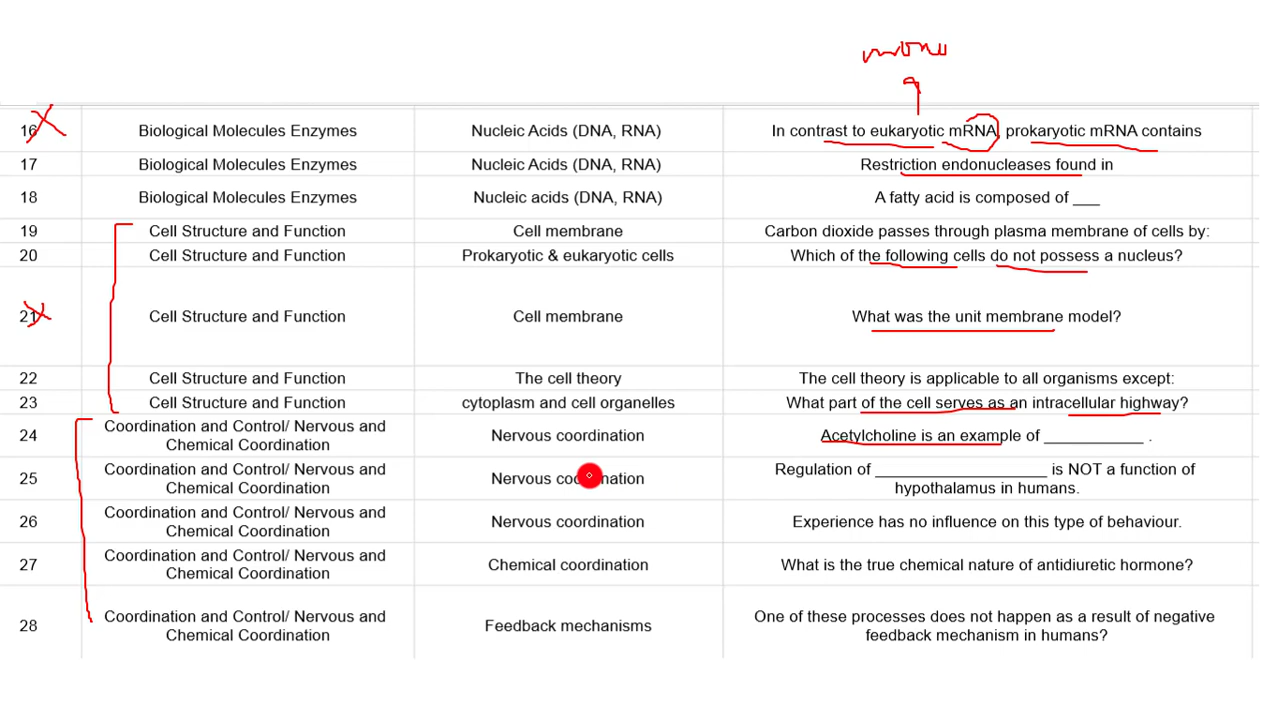 16 Biological Molecules Enzymes Nucleic Acids (DNA, RNA) In contrast to eukaryotic mRNA, prokaryotic mRNA contains
17 Biological Molecules Enzymes Nucleic Acids (DNA, RNA) Restriction endonucleases found in
18 Biological Molecules Enzymes Nucleic acids (DNA, RNA) A fatty acid is composed of ___
19 Cell Structure and Function Cell membrane Carbon dioxide passes through plasma membrane of cells by:
20 Cell Structure and Function Prokaryotic & eukaryotic cells Which of the following cells do not possess a nucleus?
21 Cell Structure and Function Cell membrane What was the unit membrane model?
22 Cell Structure and Function The cell theory The cell theory is applicable to all organisms except:
23 Cell Structure and Function cytoplasm and cell organelles What part of the cell serves as an intracellular highway?
24 Coordination and Control/ Nervous and Chemical Coordination Nervous coordination Acetylcholine is an example of ___________ .
25 Coordination and Control/ Nervous and Chemical Coordination Nervous coordination Regulation of ___________________ is NOT a function of hypothalamus in humans.
26 Coordination and Control/ Nervous and Chemical Coordination Nervous coordination Experience has no influence on this type of behaviour.
27 Coordination and Control/ Nervous and Chemical Coordination Chemical coordination What is the true chemical nature of antidiuretic hormone?
28 Coordination and Control/ Nervous and Chemical Coordination Feedback mechanisms One of these processes does not happen as a result of negative feedback mechanism in humans?